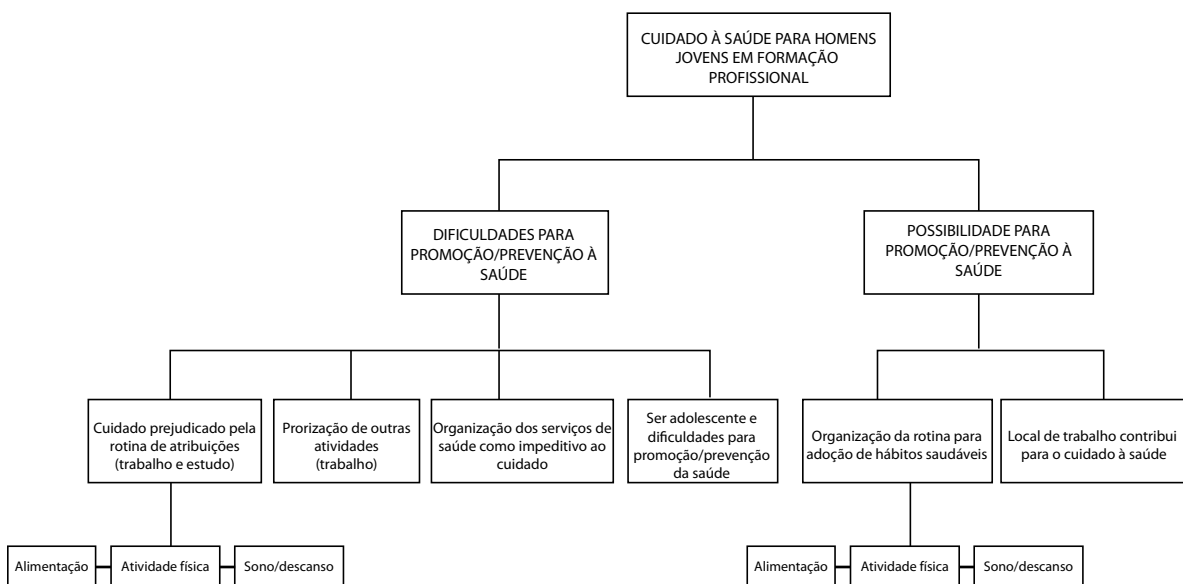 CUIDADO À SAÚDE PARA HOMENS
JOVENS EM FORMAÇÃO
PROFISSIONAL
DIFICULDADES PARA
PROMOÇÃO/PREVENÇÃO À
SAÚDE
POSSIBILIDADE PARA
PROMOÇÃO/PREVENÇÃO À
SAÚDE
Cuidado prejudicado pela
rotina de atribuições
(trabalho e estudo)
Prorização de outras
atividades
(trabalho)
Organização dos serviços de
saúde como impeditivo ao
cuidado
Ser adolescente e
dificuldades para
promoção/prevenção
da saúde
Organização da rotina para
adoção de hábitos saudáveis
Local de trabalho contribui
para o cuidado à saúde
Alimentação
Atividade física
Sono/descanso
Alimentação
Atividade física
Sono/descanso